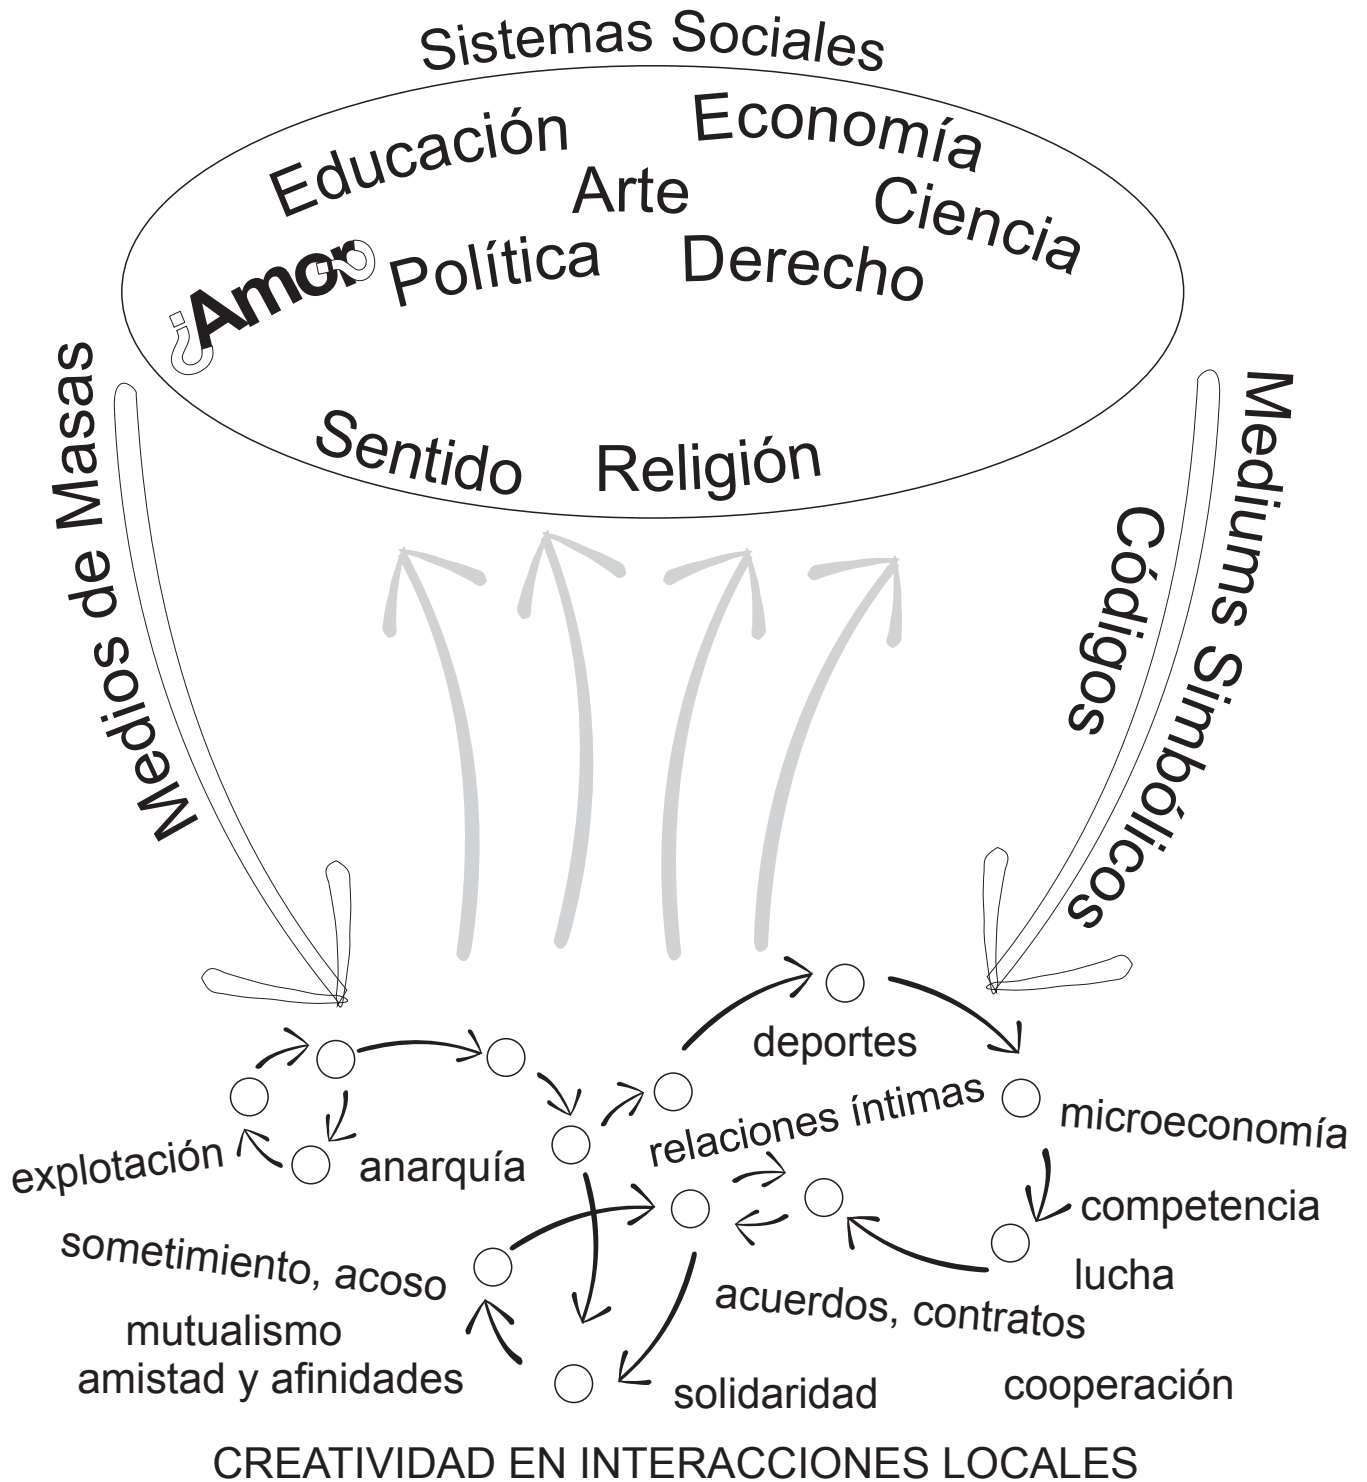 Sistemas Sociales
Educación
Economía
Arte
Ciencia
¿Amor?
Política
Derecho
Sentido
Religión
Medios de Masas
Códigos
Mediums Simbólicos
deportes
relaciones íntimas
microeconomía
explotación
anarquía
competencia
sometimiento, acoso
lucha
acuerdos, contratos
mutualismo
amistad y afinidades
solidaridad
cooperación
CREATIVIDAD EN INTERACCIONES LOCALES